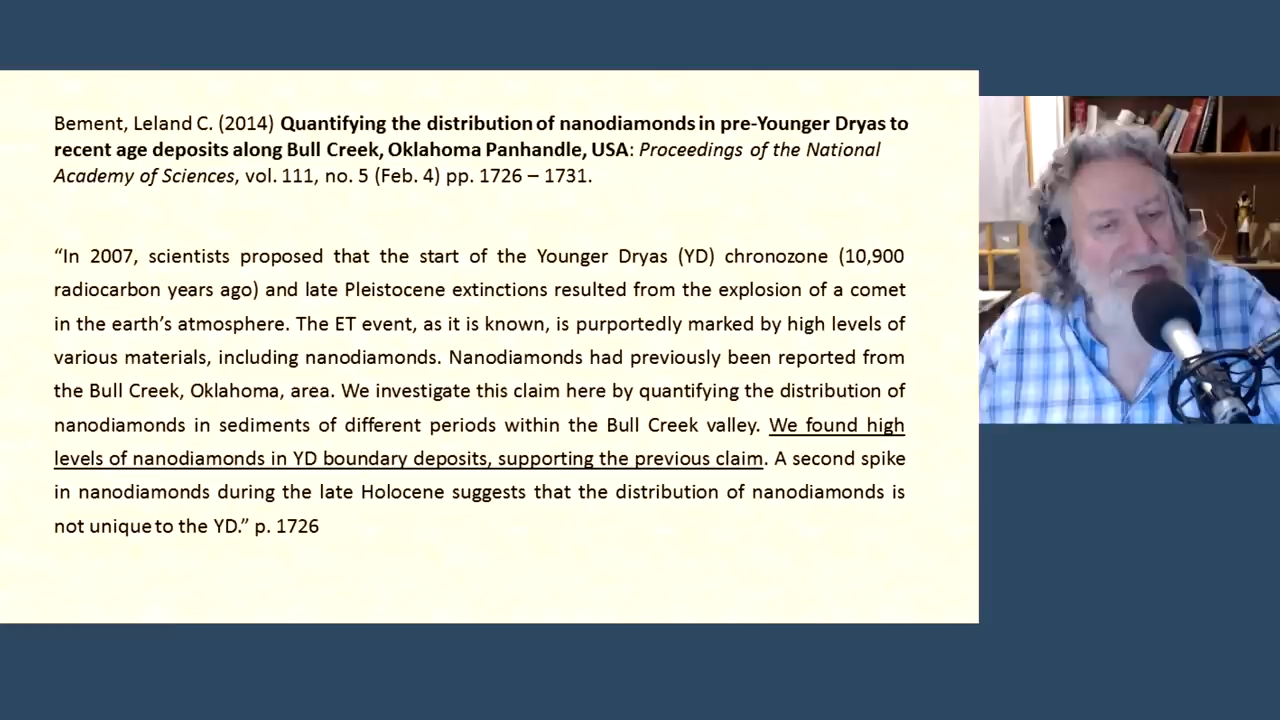 Bement, Leland C. (2014) Quantifying the distribution of nanodiamonds in pre-Younger Dryas to
recent age deposits along Bull Creek, Oklahoma Panhandle, USA: Proceedings of the National
Academy of Sciences, vol. 111, no. 5 (Feb. 4) pp. 1726 – 1731.
“In 2007, scientists proposed that the start of the Younger Dryas (YD) chronozone (10,900
radiocarbon years ago) and late Pleistocene extinctions resulted from the explosion of a comet
in the earth’s atmosphere. The ET event, as it is known, is purportedly marked by high levels of
various materials, including nanodiamonds. Nanodiamonds had previously been reported from
the Bull Creek, Oklahoma, area. We investigate this claim here by quantifying the distribution of
nanodiamonds in sediments of different periods within the Bull Creek valley. We found high
levels of nanodiamonds in YD boundary deposits, supporting the previous claim. A second spike
in nanodiamonds during the late Holocene suggests that the distribution of nanodiamonds is
not unique to the YD.” p. 1726